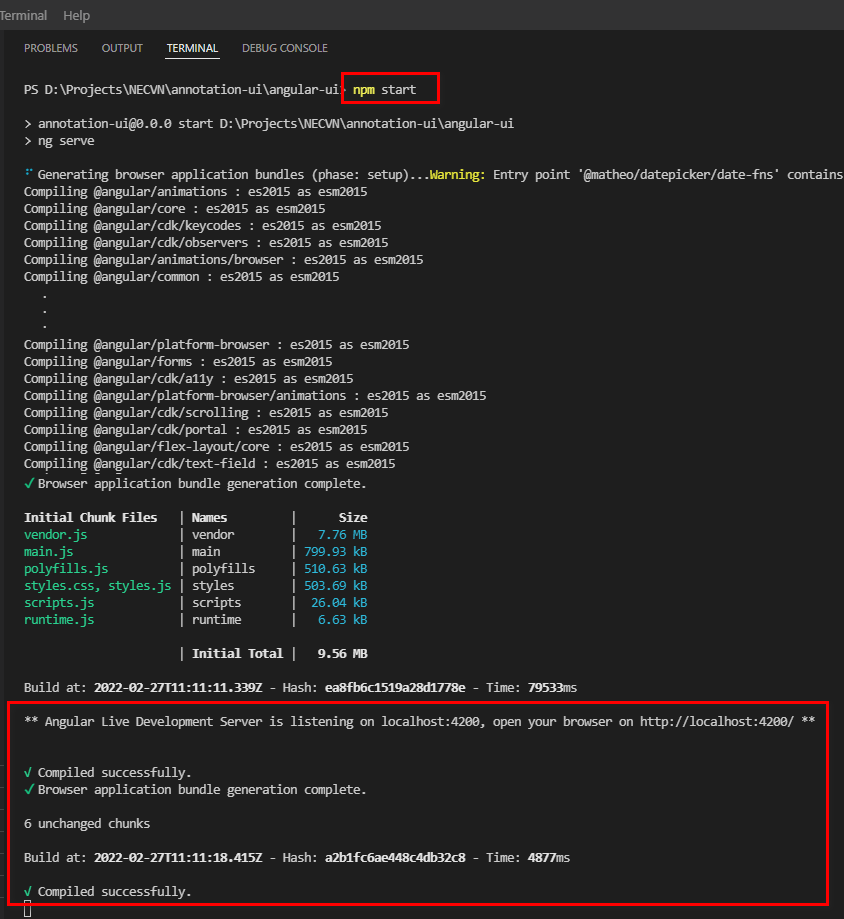 Terminal Help
PROBLEMS OUTPUT TERMINAL DEBUG CONSOLE
PS D:\Projects\NECVN\annotation-ui\angular-ui> npm start
> annotation-ui@0.0.0 start D:\Projects\NECVN\annotation-ui\angular-ui
> ng serve
⠋ Generating browser application bundles (phase: setup)...Warning: Entry point '@matheo/datepicker/date-fns' contains
Compiling @angular/animations : es2015 as esm2015
Compiling @angular/core : es2015 as esm2015
Compiling @angular/cdk/keycodes : es2015 as esm2015
Compiling @angular/cdk/observers : es2015 as esm2015
Compiling @angular/animations/browser : es2015 as esm2015
Compiling @angular/common : es2015 as esm2015
.
.
.
Compiling @angular/platform-browser : es2015 as esm2015
Compiling @angular/forms : es2015 as esm2015
Compiling @angular/cdk/a11y : es2015 as esm2015
Compiling @angular/platform-browser/animations : es2015 as esm2015
Compiling @angular/cdk/scrolling : es2015 as esm2015
Compiling @angular/cdk/portal : es2015 as esm2015
Compiling @angular/flex-layout/core : es2015 as esm2015
Compiling @angular/cdk/text-field : es2015 as esm2015
✓ Browser application bundle generation complete.
Initial Chunk Files | Names | Size
vendor.js | vendor | 7.76 MB
main.js | main | 799.93 kB
polyfills.js | polyfills | 510.63 kB
styles.css, styles.js | styles | 503.69 kB
scripts.js | scripts | 26.04 kB
runtime.js | runtime | 6.63 kB
| Initial Total | 9.56 MB
Build at: 2022-02-27T11:11:11.339Z - Hash: ea8fb6c1519a28d1778e - Time: 79533ms
** Angular Live Development Server is listening on localhost:4200, open your browser on http://localhost:4200/ **
√ Compiled successfully.
✓ Browser application bundle generation complete.
6 unchanged chunks
Build at: 2022-02-27T11:11:18.415Z - Hash: a2b1fc6ae448c4db32c8 - Time: 4877ms
√ Compiled successfully.